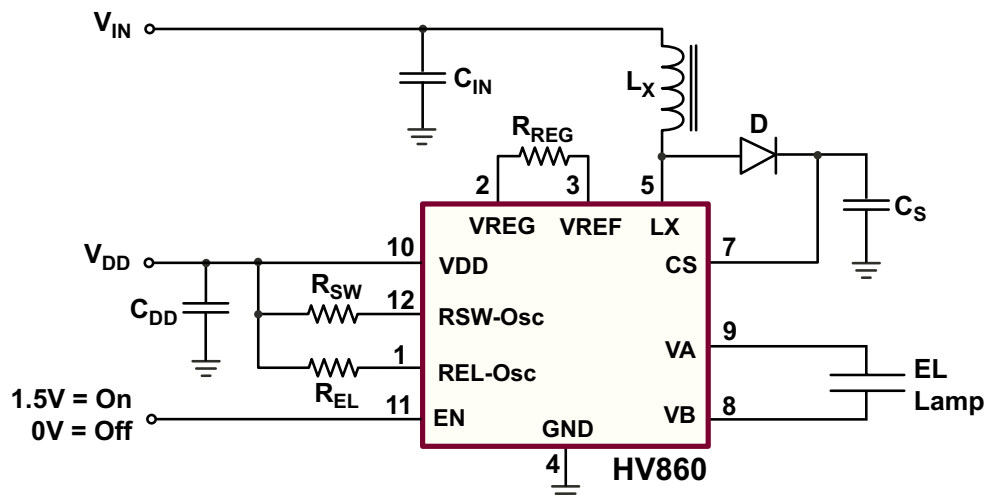 VIN
CIN
LX
D
RREG
2
3
5
CS
VREG
VREF
LX
VDD
10
VDD
CS
7
RSW
CDD
12
RSW-Osc
9
VA
1
REL-Osc
EL
Lamp
REL
1.5V = On
0V = Off
11
EN
VB
8
GND
4
HV860